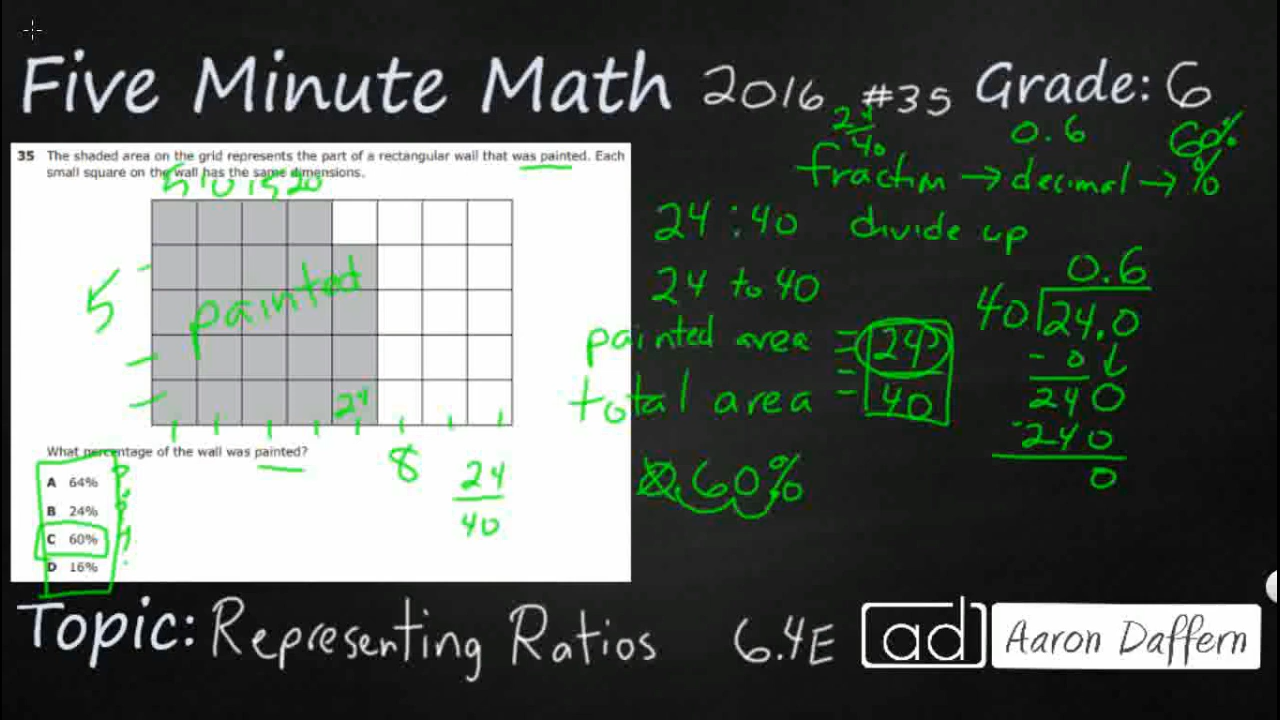 Five Minute Math 2016 #35 Grade: 6
35 The shaded area on the grid represents the part of a rectangular wall that was painted. Each
small square on the wall has the same dimensions.
5 10 15 20
5
painted
24
8
24
40
What percentage of the wall was painted?
A 64%
B 24%
C 60%
D 16%
24
40
0.6
60%
fraction → decimal → %
24 : 40
divide up
24 to 40
painted area = 24
total area = 40
.60%
0.6
40 24.0
- 0 ↓
240
-240
0
Topic: Representing Ratios 6.4E
ad Aaron Daffern